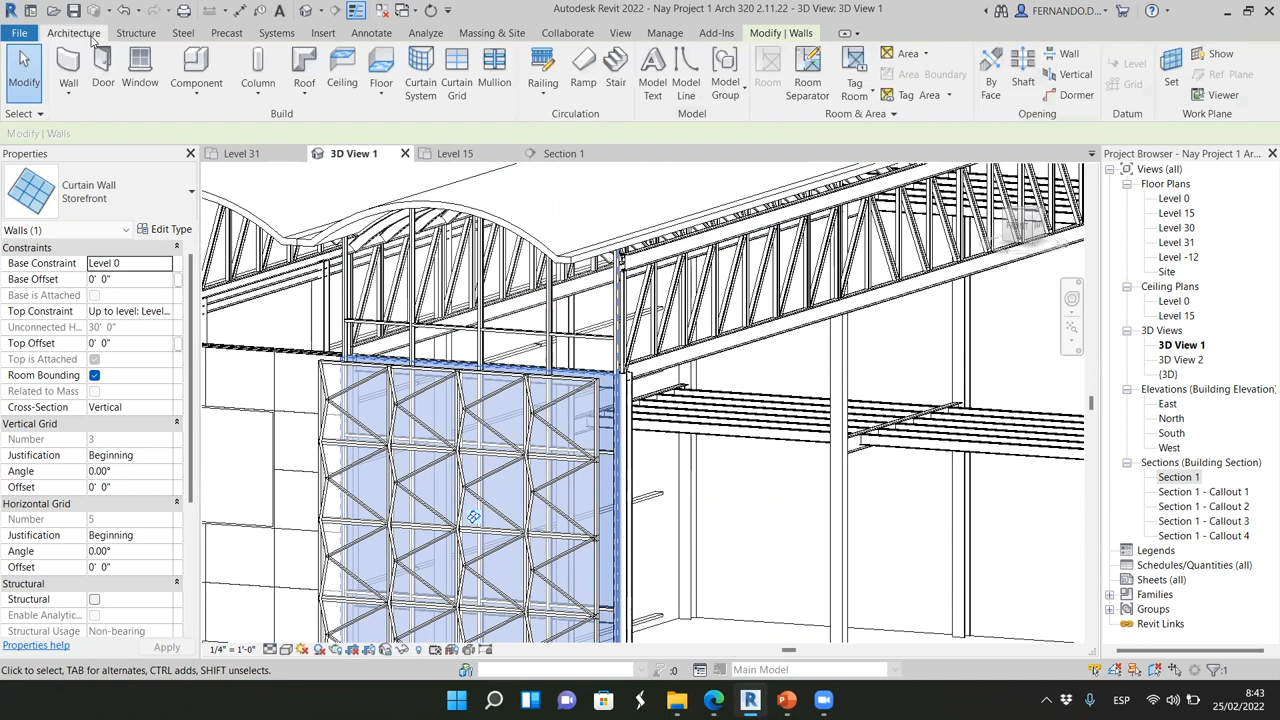 Autodesk Revit 2022 - Nay Project 1 Arch 320 2.11.22 - 3D View: 3D View 1
FERNANDO.D...
File Architecture Structure Steel Precast Systems Insert Annotate Analyze Massing & Site Collaborate View Manage Add-Ins Modify | Walls
Modify Wall Door Window Component Column Roof Ceiling Floor Curtain System Curtain Grid Mullion Railing Ramp Stair Model Text Model Line Model Group Room Room Separator Tag Room Area Area Boundary Tag Area By Face Shaft Wall Vertical Dormer Level Grid Set Show Ref Plane Viewer
Select Build Circulation Model Room & Area Opening Datum Work Plane
Modify | Walls
Properties
Level 31 3D View 1 Level 15 Section 1
Project Browser - Nay Project 1 Ar...
Curtain Wall
Storefront
Walls (1) Edit Type
Constraints
Base Constraint Level 0
Base Offset 0' 0"
Base is Attached
Top Constraint Up to level: Level...
Unconnected H... 30' 0"
Top Offset 0' 0"
Top is Attached
Room Bounding
Related to Mass
Cross-Section Vertical
Vertical Grid
Number 3
Justification Beginning
Angle 0.00°
Offset 0' 0"
Horizontal Grid
Number 5
Justification Beginning
Angle 0.00°
Offset 0' 0"
Structural
Structural
Enable Analytic...
Structural Usage Non-bearing
Properties help Apply
Views (all)
Floor Plans
Level 0
Level 15
Level 30
Level 31
Level -12
Site
Ceiling Plans
Level 0
Level 15
3D Views
3D View 1
3D View 2
{3D}
Elevations (Building Elevation)
East
North
South
West
Sections (Building Section)
Section 1
Section 1 - Callout 1
Section 1 - Callout 2
Section 1 - Callout 3
Section 1 - Callout 4
Legends
Schedules/Quantities (all)
Sheets (all)
Families
Groups
Revit Links
1/4" = 1'-0"
Click to select, TAB for alternates, CTRL adds, SHIFT unselects.
:0 Main Model :1
ESP 8:43
25/02/2022